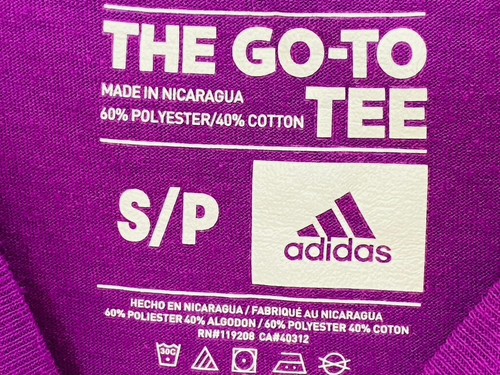 THE GO-TO
MADE IN NICARAGUA
60% POLYESTER/40% COTTON
TEE
S/P
adidas
HECHO EN NICARAGUA / FABRIQUÉ AU NICARAGUA
60% POLIESTER 40% ALGODON / 60% POLYESTER 40% COTON
RN#119208 CA#40312
30C